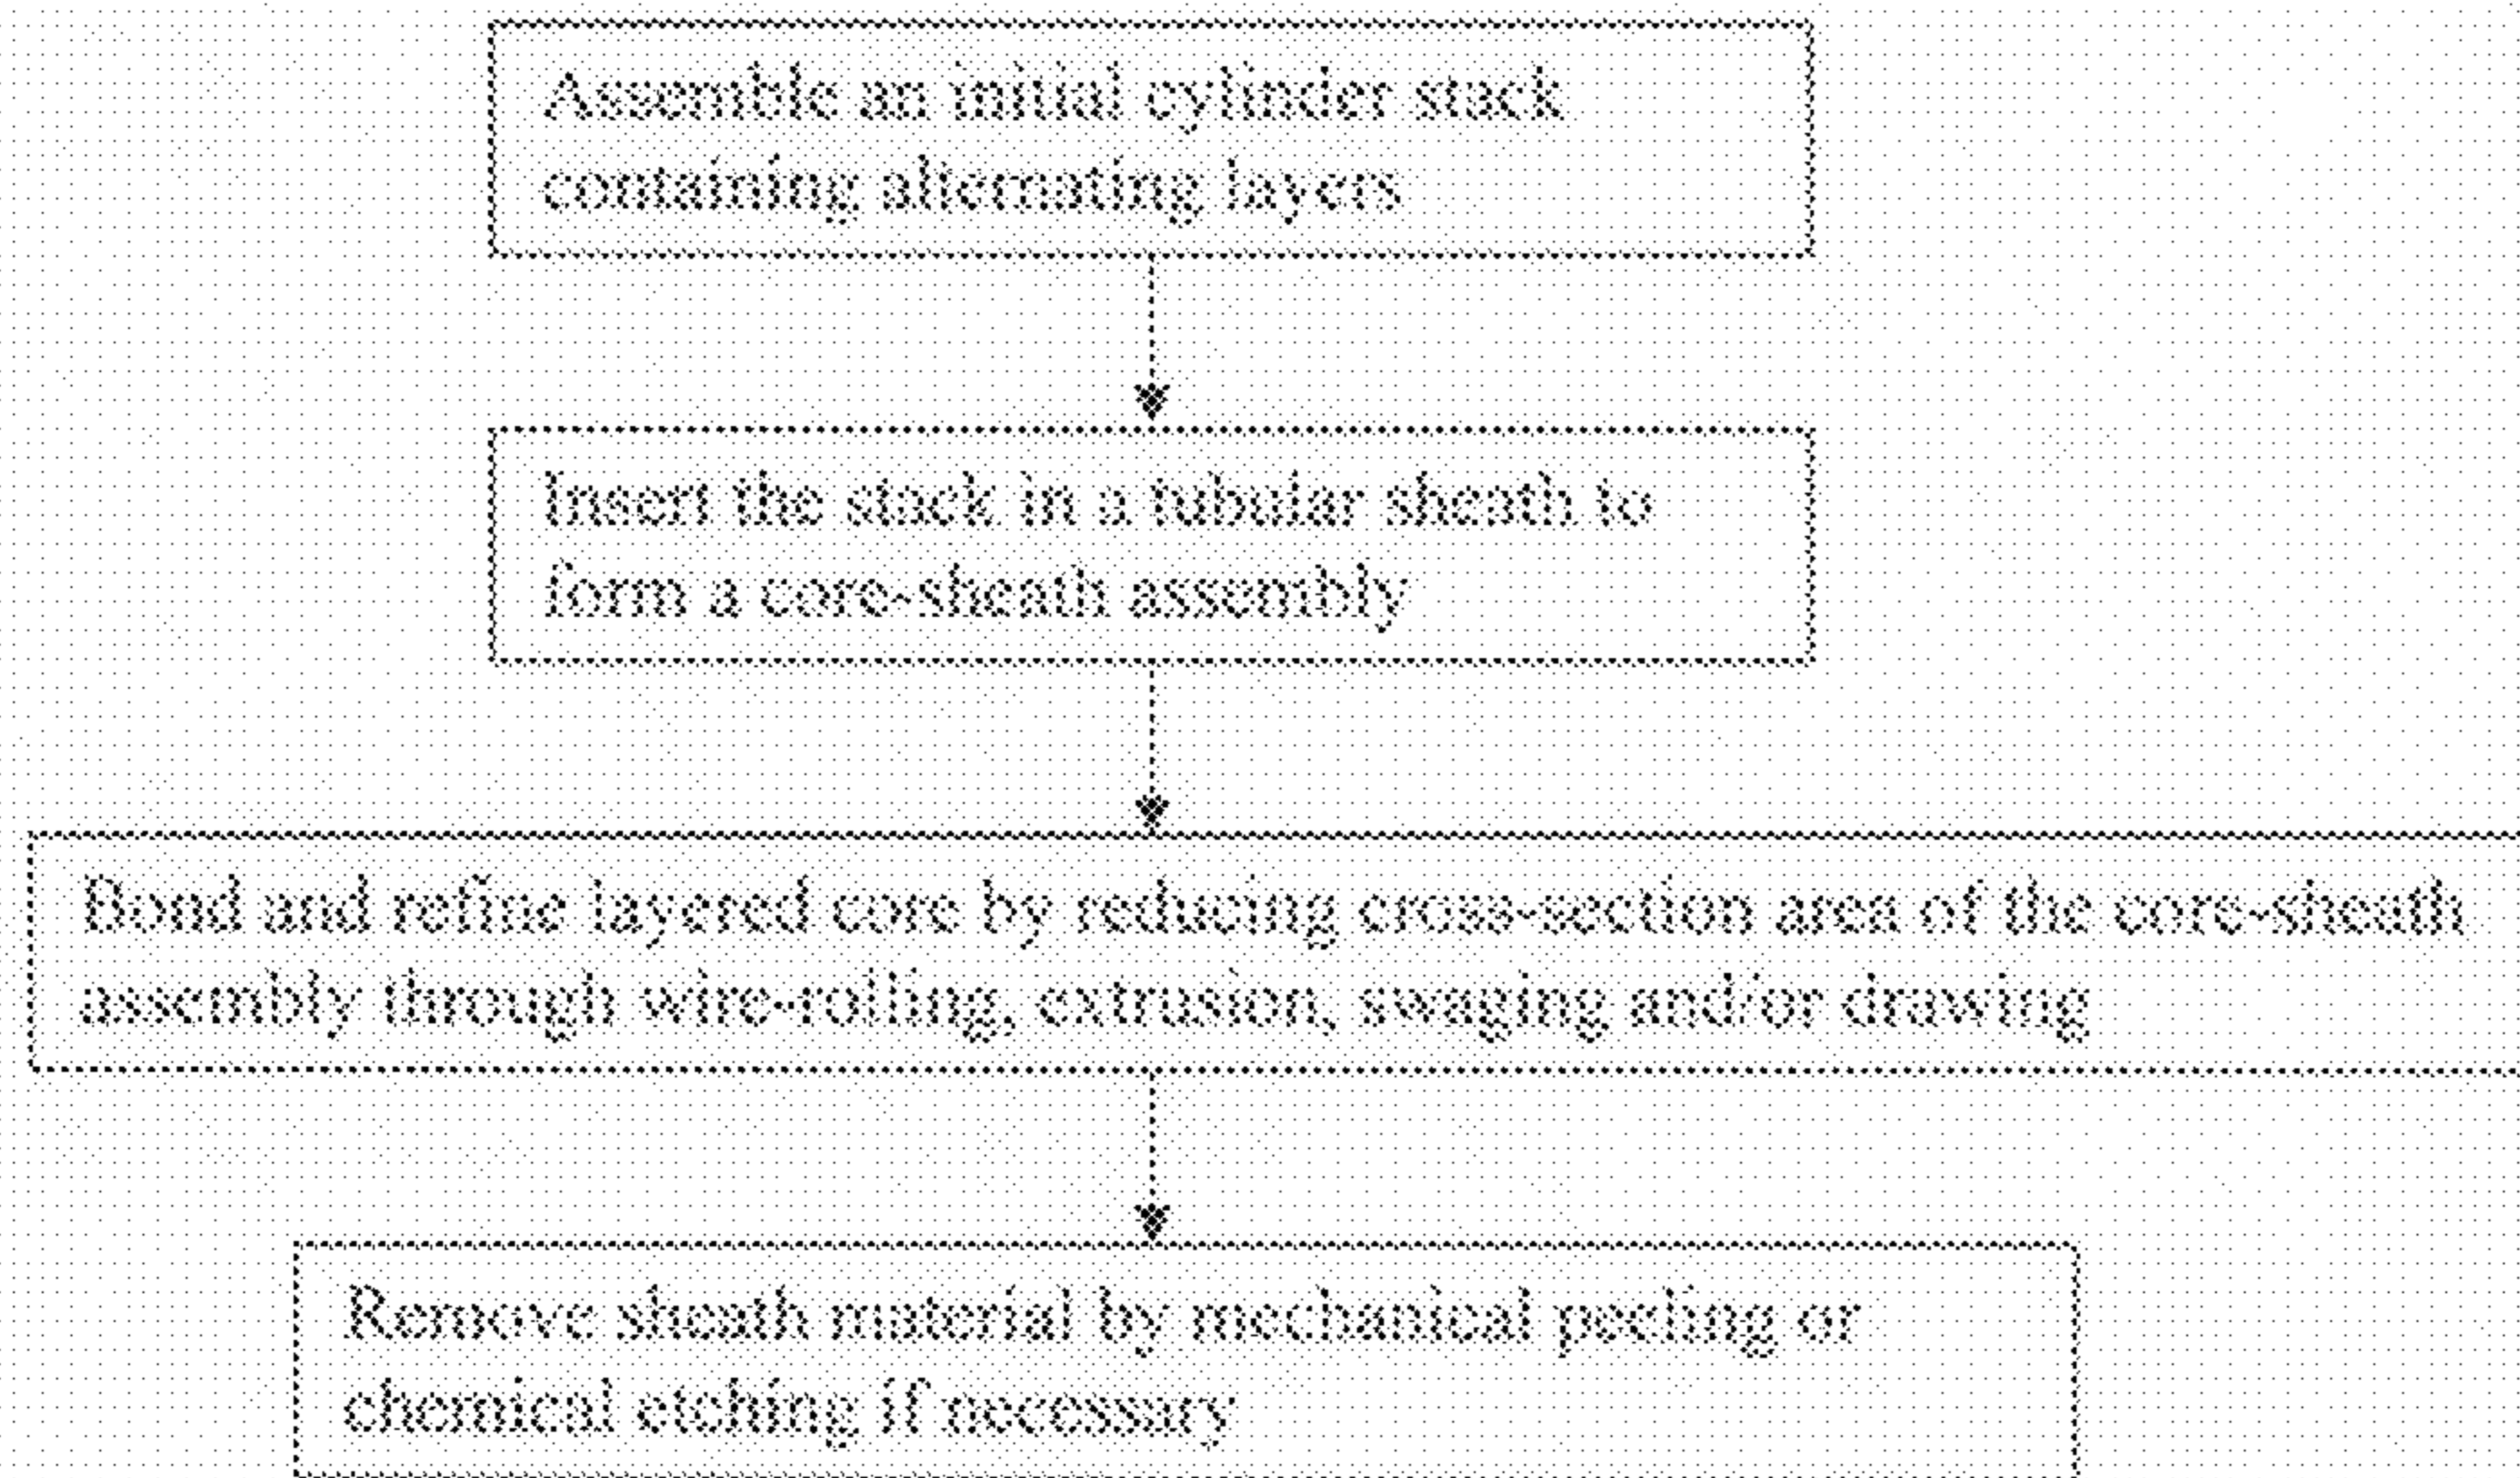 Assemble an initial cylinder stack
containing alternating layers
Insert the stack in a tubular sheath to
form a core-sheath assembly
Bond and refine layered core by reducing cross-section area of the core-sheath
assembly through wire-rolling, extrusion, swaging and/or drawing
Remove sheath material by mechanical peeling or
chemical etching if necessary